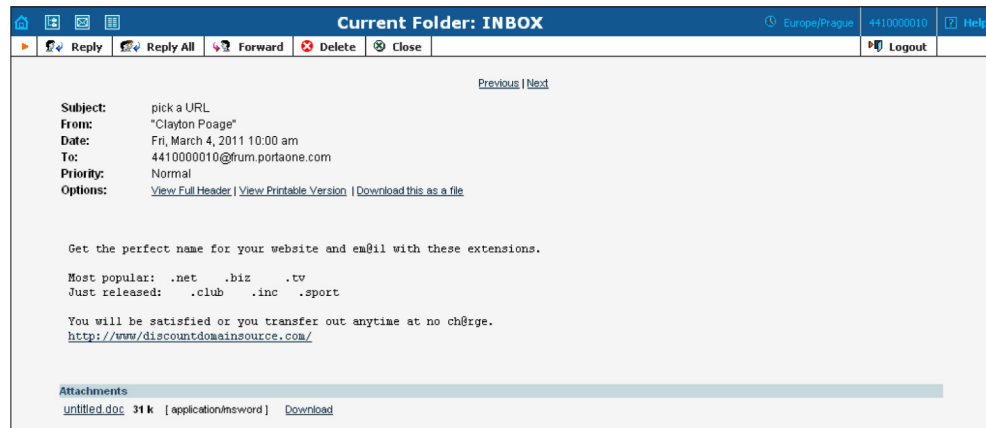 Current Folder: INBOX
Europe/Prague
4410000010
? Help
Reply
Reply All
Forward
Delete
Close
Logout
Previous | Next
Subject: pick a URL
From: "Clayton Poage"
Date: Fri, March 4, 2011 10:00 am
To: 4410000010@frum.portaone.com
Priority: Normal
Options: View Full Header | View Printable Version | Download this as a file
Get the perfect name for your website and em@il with these extensions.
Most popular: .net .biz .tv
Just released: .club .inc .sport
You will be satisfied or you transfer out anytime at no ch@rge.
http://www/discountdomainsource.com/
Attachments
untitled.doc 31 k [ application/msword ] Download